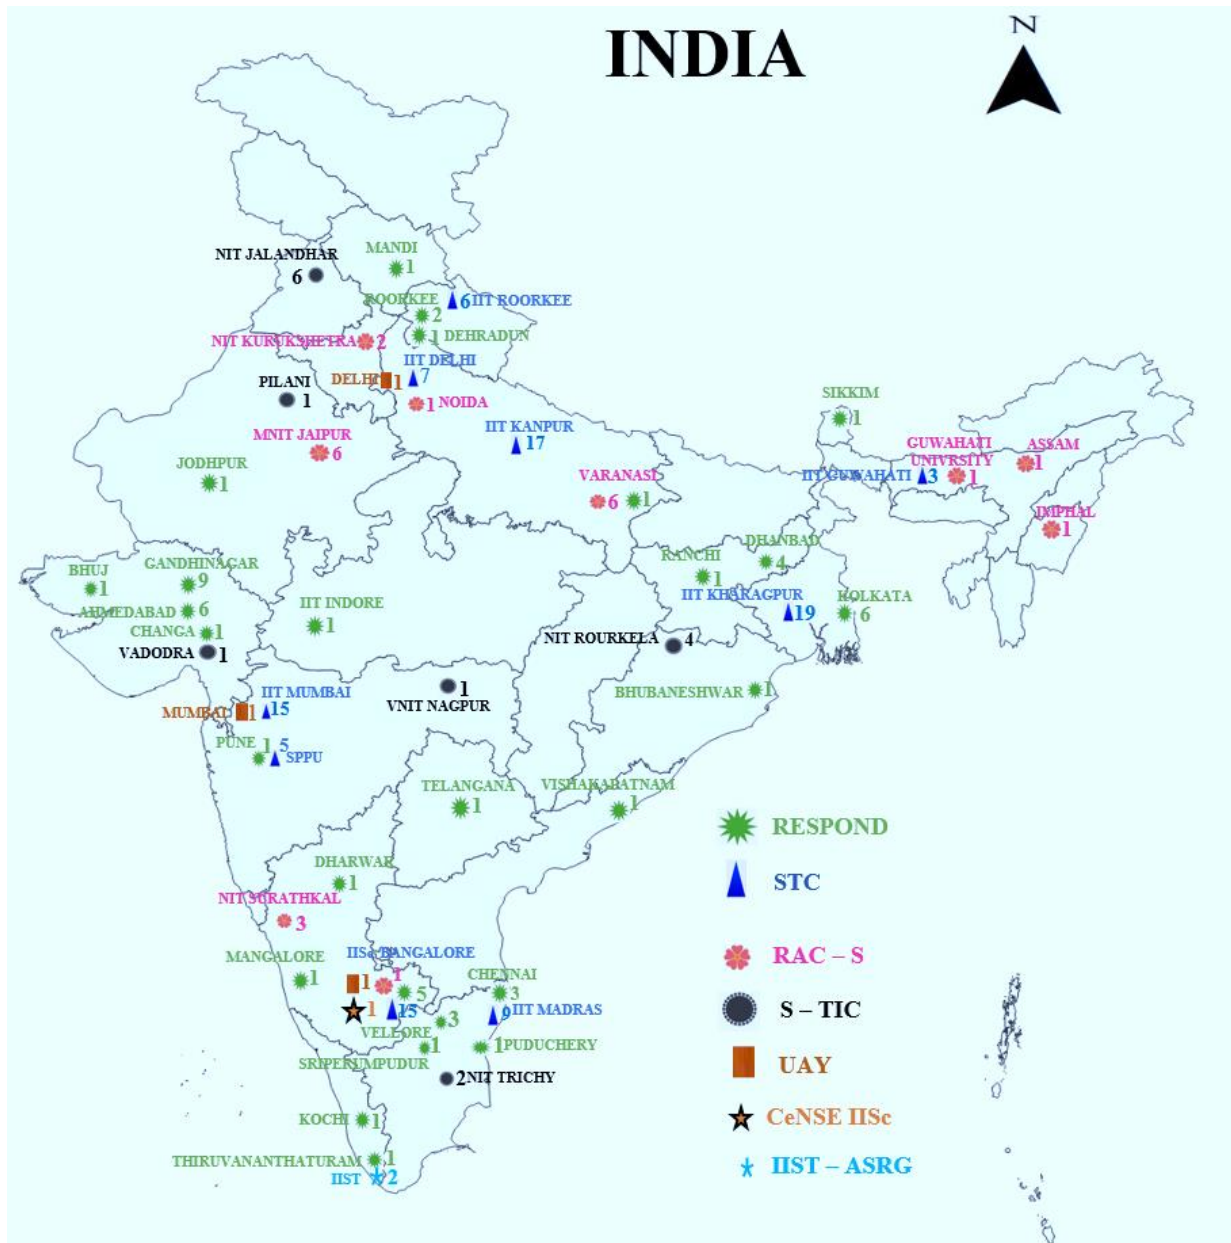 INDIA
N
NIT JALANDHAR
6
MANDI
1
ROORKEE
2
6 IIT ROORKEE
1 DEHRADUN
NIT KURUKSHETRA 2
IIT DELHI
7
DELHI 1
PILANI
1
1 NOIDA
MNIT JAIPUR
6
IIT KANPUR
17
JODHPUR
1
VARANASI
6
1
SIKKIM
1
GUWAHATI
UNIVRSITY
1
ASSAM
1
IIT GUWAHATI 3
IMPHAL
1
BHUJ
1
GANDHINAGAR
9
AHMEDABAD 6
CHANGA 1
VADODRA 1
IIT INDORE
1
RANCHI
1
DHANBAD
4
IIT KHARAGPUR
19
KOLKATA
6
NIT ROURKELA 4
BHUBANESHWAR 1
1
VNIT NAGPUR
IIT MUMBAI
15
MUMBAI 1
PUNE 1
5
SPPU
TELANGANA
1
VISHAKAPATNAM
1
DHARWAR
1
NIT SURATHKAL
3
MANGALORE
1
BANGALORE
1
1
5
1
15
CHENNAI
3
9 IIT MADRAS
3
VELLORE
1
SRIPERUMPUDUR
1 PUDUCHERY
2 NIT TRICHY
KOCHI 1
THIRUVANANTHATURAM 1
IIST 2
RESPOND
STC
RAC – S
S – TIC
UAY
CeNSE IISc
IIST – ASRG